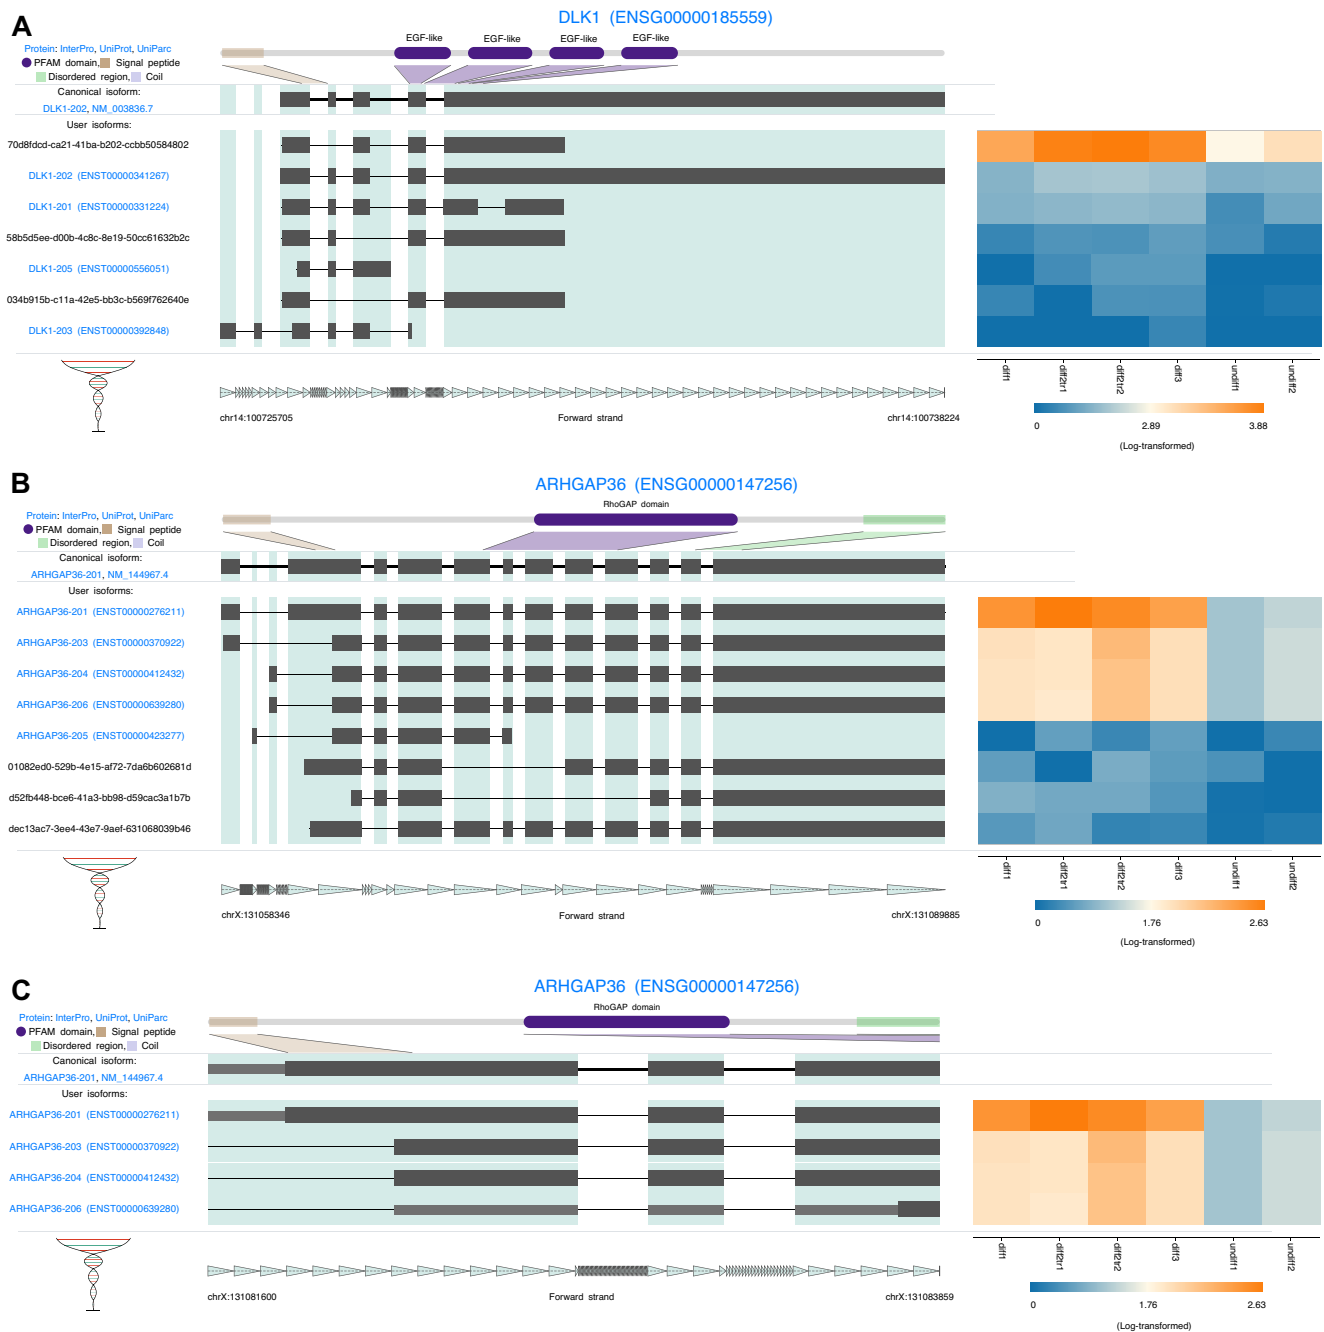 A
DLK1 (ENSG00000185559)
Protein: InterPro, UniProt, UniParc
PFAM domain, Signal peptide
Disordered region, Coil
EGF-like EGF-like EGF-like EGF-like
Canonical isoform:
DLK1-202, NM_003836.7
User isoforms:
70d8fdcd-ca21-41ba-b202-ccbb50584802
DLK1-202 (ENST00000341267)
DLK1-201 (ENST00000331224)
58b5d5ee-d00b-4c8c-8e19-50cc61632b2c
DLK1-205 (ENST00000556051)
034b915b-c11a-42e5-bb3c-b569f762640e
DLK1-203 (ENST00000392848)
chr14:100725705 Forward strand chr14:100738224
diff1 diff2tr1 diff2tr2 diff3 undiff1 undiff2
0 2.89 3.88
(Log-transformed)
B
ARHGAP36 (ENSG00000147256)
Protein: InterPro, UniProt, UniParc
PFAM domain, Signal peptide
Disordered region, Coil
RhoGAP domain
Canonical isoform:
ARHGAP36-201, NM_144967.4
User isoforms:
ARHGAP36-201 (ENST00000276211)
ARHGAP36-203 (ENST00000370922)
ARHGAP36-204 (ENST00000412432)
ARHGAP36-206 (ENST00000639280)
ARHGAP36-205 (ENST00000423277)
01082ed0-529b-4e15-af72-7da6b602681d
d52fb448-bce6-41a3-bb98-d59cac3a1b7b
dec13ac7-3ee4-43e7-9aef-631068039b46
chrX:131058346 Forward strand chrX:131089885
diff1 diff2tr1 diff2tr2 diff3 undiff1 undiff2
0 1.76 2.63
(Log-transformed)
C
ARHGAP36 (ENSG00000147256)
Protein: InterPro, UniProt, UniParc
PFAM domain, Signal peptide
Disordered region, Coil
RhoGAP domain
Canonical isoform:
ARHGAP36-201, NM_144967.4
User isoforms:
ARHGAP36-201 (ENST00000276211)
ARHGAP36-203 (ENST00000370922)
ARHGAP36-204 (ENST00000412432)
ARHGAP36-206 (ENST00000639280)
chrX:131081600 Forward strand chrX:131083859
diff1 diff2tr1 diff2tr2 diff3 undiff1 undiff2
0 1.76 2.63
(Log-transformed)